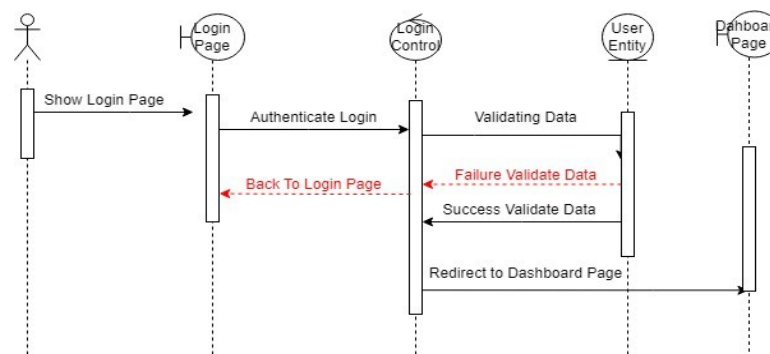 Login
Page
Login
Control
User
Entity
Dahboar
Page
Show Login Page
Authenticate Login
Validating Data
Failure Validate Data
Back To Login Page
Success Validate Data
Redirect to Dashboard Page